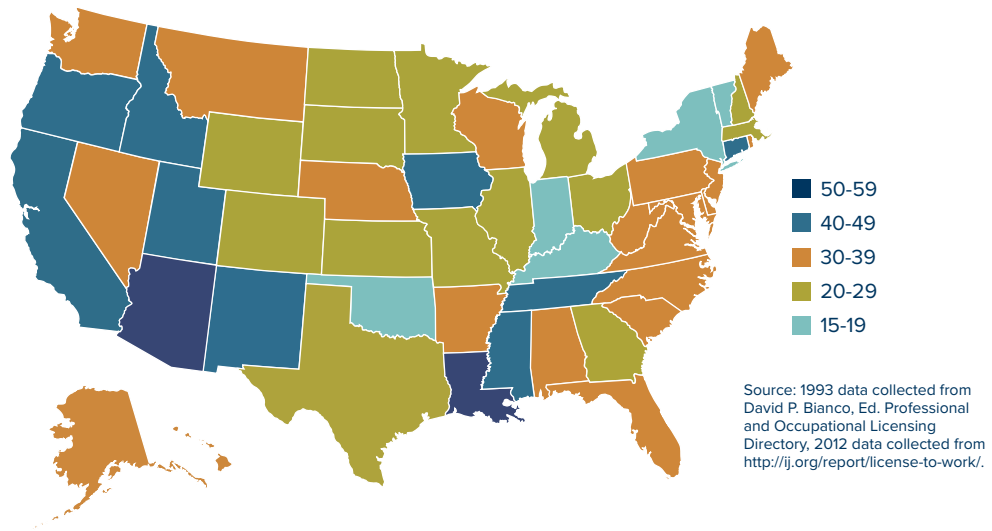 50-59
40-49
30-39
20-29
15-19
Source: 1993 data collected from
David P. Bianco, Ed. Professional
and Occupational Licensing
Directory, 2012 data collected from
http://ij.org/report/license-to-work/.